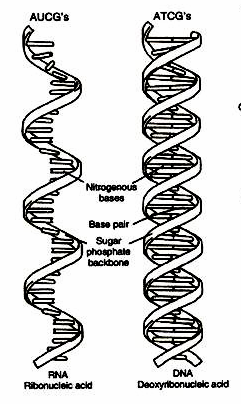 AUCG's
ATCG's
Nitrogenous
bases
Base pair
Sugar
phosphate
backbone
RNA
Ribonucleic acid
DNA
Deoxyribonucleic acid